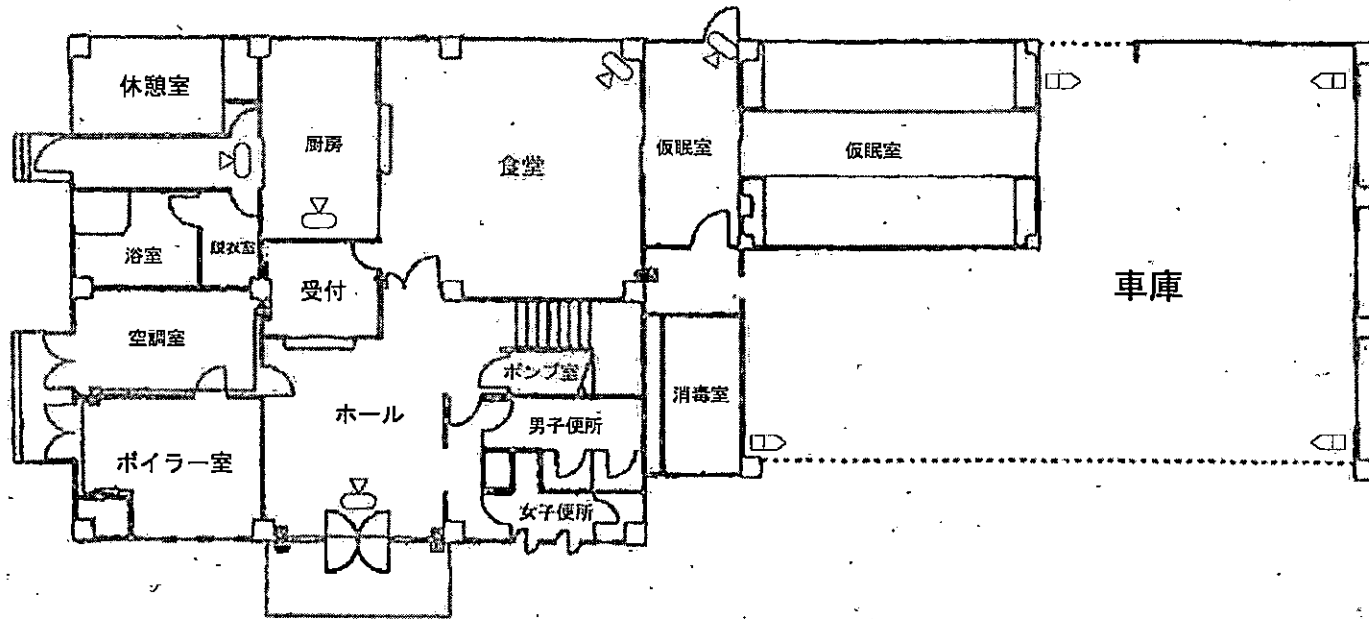 休憩室
厨房
食堂
仮眠室
仮眠室
浴室
脱衣室
受付
車庫
空調室
ポンプ室
消毒室
ホール
男子便所
ボイラー室
女子便所